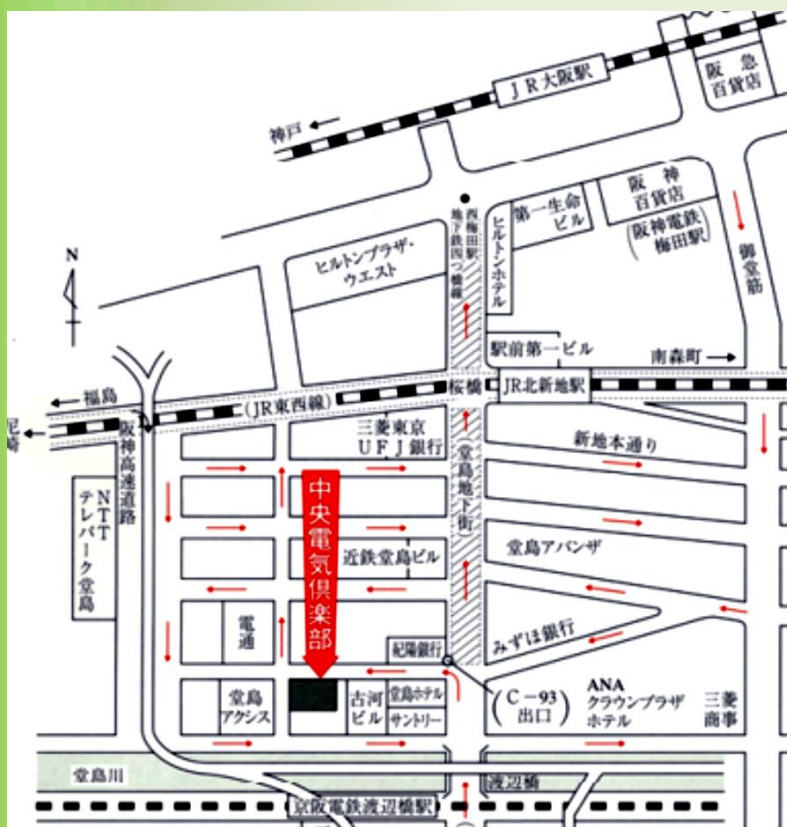 JR大阪駅
阪急
百貨店
神戸
阪神
百貨店
(阪神電鉄
梅田駅)
第一生命
ビル
ヒルトンホテル
西梅田駅
地下鉄四つ橋線
御堂筋
ヒルトンプラザ・
ウエスト
N
駅前第一ビル
南森町
福島
(JR東西線)
桜橋
JR北新地駅
尼崎
阪神高速道路
三菱東京
UFJ銀行
新地本通り
(堂島地下街)
NTT
テレパーク堂島
中央電気倶楽部
近鉄堂島ビル
堂島アバンザ
電通
紀陽銀行
みずほ銀行
堂島
アクシス
古河
ビル
堂島ホテル
サントリー
(C-93
出口)
ANA
クラウンプラザ
ホテル
三菱
商事
堂島川
渡辺橋
京阪電鉄渡辺橋駅